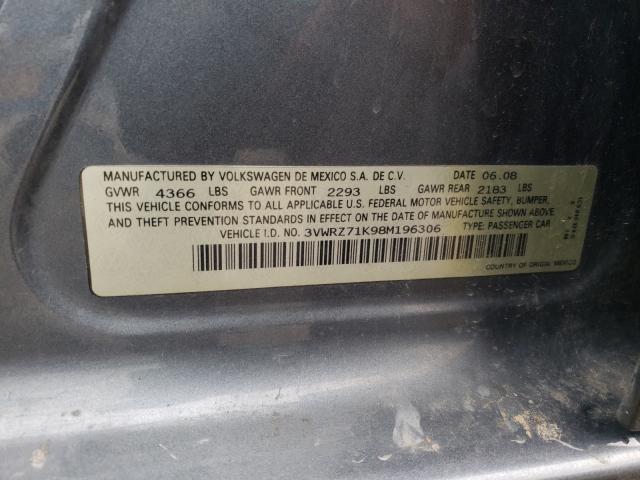 MANUFACTURED BY VOLKSWAGEN DE MEXICO S.A. DE C.V. DATE 06.08
GVWR 4366 LBS GAWR FRONT 2293 LBS GAWR REAR 2183 LBS
THIS VEHICLE CONFORMS TO ALL APPLICABLE U.S. FEDERAL MOTOR VEHICLE SAFETY, BUMPER,
AND THEFT PREVENTION STANDARDS IN EFFECT ON THE DATE OF MANUFACTURE SHOWN ABOVE.
VEHICLE I.D. NO. 3VWRZ71K98M196306 TYPE: PASSENGER CAR
COUNTRY OF ORIGIN: MEXICO